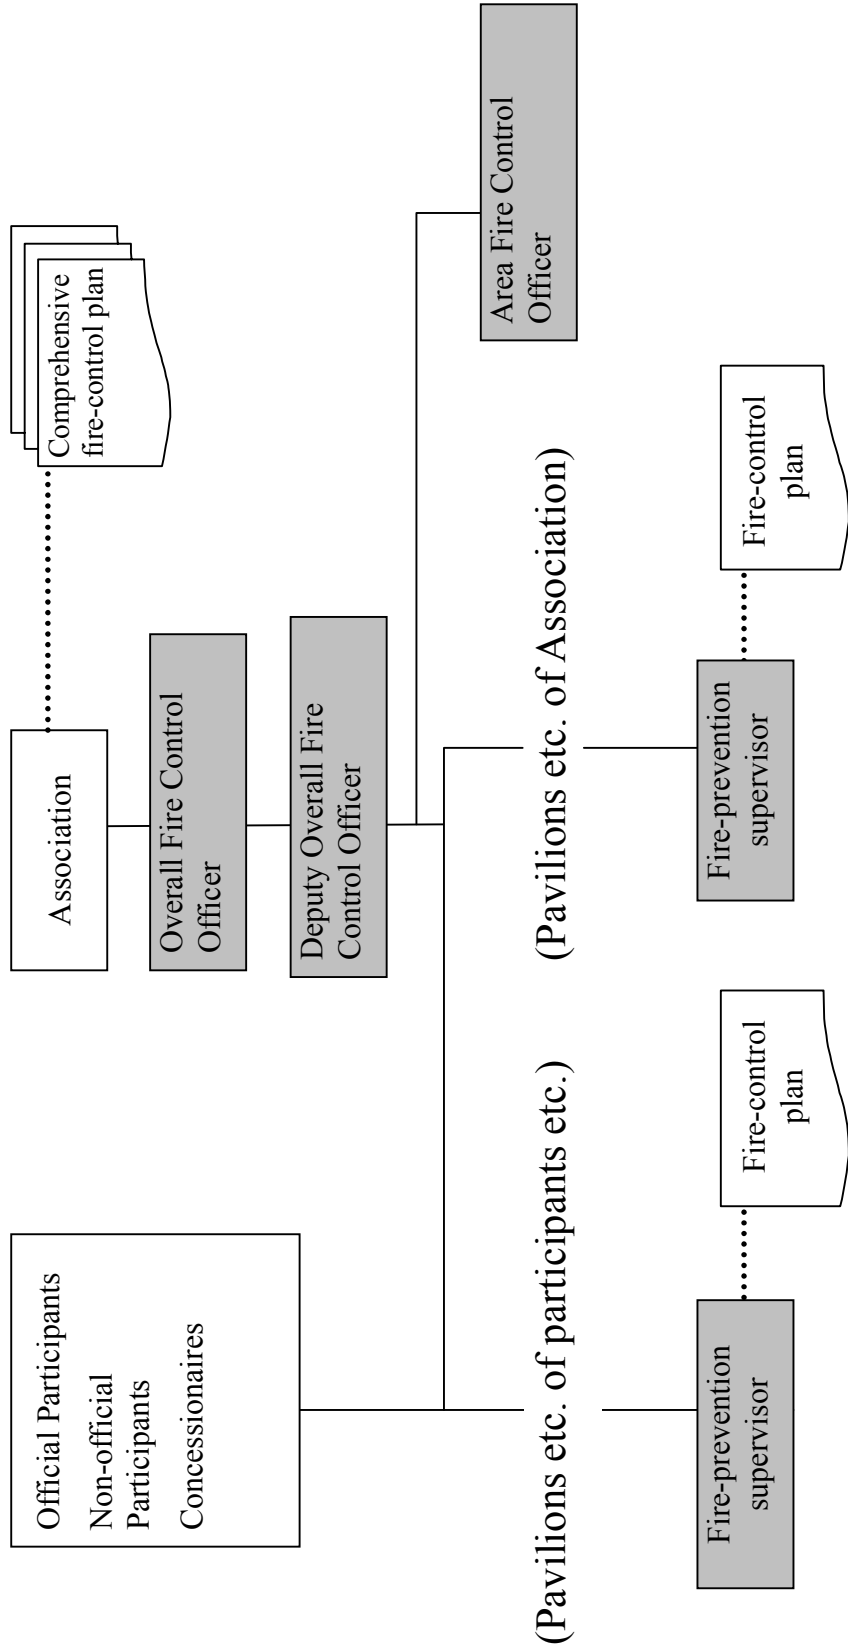 Official Participants
Non-official
Participants
Concessionaires
Association
Comprehensive
fire-control plan
Overall Fire Control
Officer
Deputy Overall Fire
Control Officer
Area Fire Control
Officer
(Pavilions etc. of participants etc.)
(Pavilions etc. of Association)
Fire-prevention
supervisor
Fire-control
plan
Fire-prevention
supervisor
Fire-control
plan